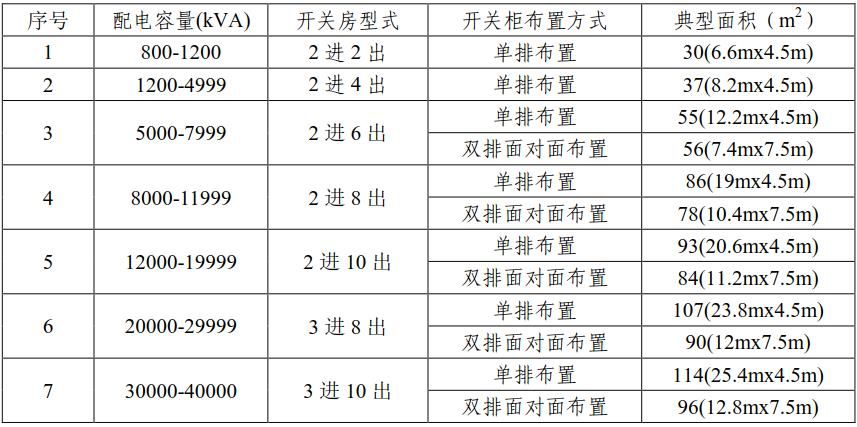 序号 配电容量(kVA) 开关房型式 开关柜布置方式 典型面积（m²）
1 800-1200 2 进 2 出 单排布置 30(6.6mx4.5m)
2 1200-4999 2 进 4 出 单排布置 37(8.2mx4.5m)
3 5000-7999 2 进 6 出 单排布置 55(12.2mx4.5m)
双排面对面布置 56(7.4mx7.5m)
4 8000-11999 2 进 8 出 单排布置 86(19mx4.5m)
双排面对面布置 78(10.4mx7.5m)
5 12000-19999 2 进 10 出 单排布置 93(20.6mx4.5m)
双排面对面布置 84(11.2mx7.5m)
6 20000-29999 3 进 8 出 单排布置 107(23.8mx4.5m)
双排面对面布置 90(12mx7.5m)
7 30000-40000 3 进 10 出 单排布置 114(25.4mx4.5m)
双排面对面布置 96(12.8mx7.5m)